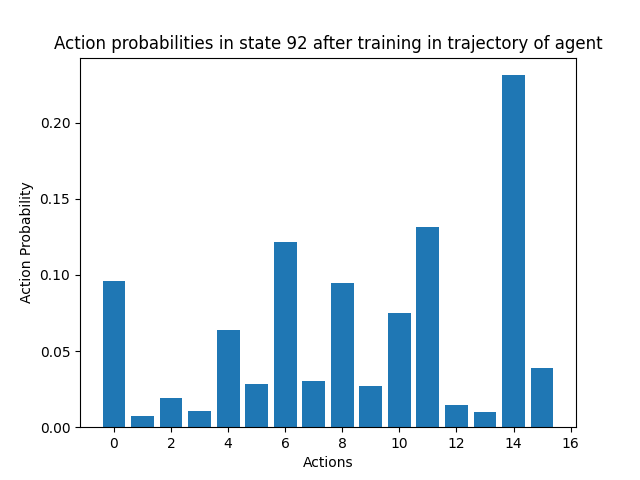 Action probabilities in state 92 after training in trajectory of agent
0.20
0.15
0.10
0.05
0.00
Action Probability
0 2 4 6 8 10 12 14 16
Actions